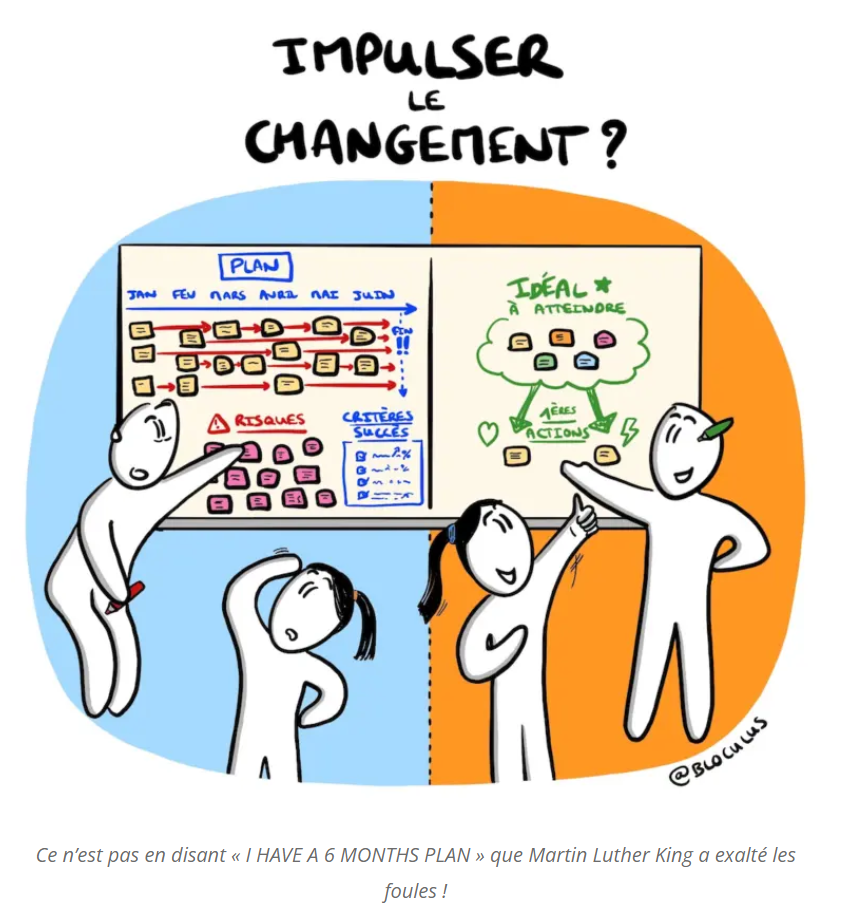 IMPULSER
LE
CHANGEMENT ?
PLAN
JAN FEV MARS AVRIL MAI JUIN
FIN
!!
RISQUES
CRITÈRES
SUCCÈS
IDÉAL
À ATTEINDRE
1ÈRES
ACTIONS
@BLOCULUS
Ce n’est pas en disant « I HAVE A 6 MONTHS PLAN » que Martin Luther King a exalté les
foules !